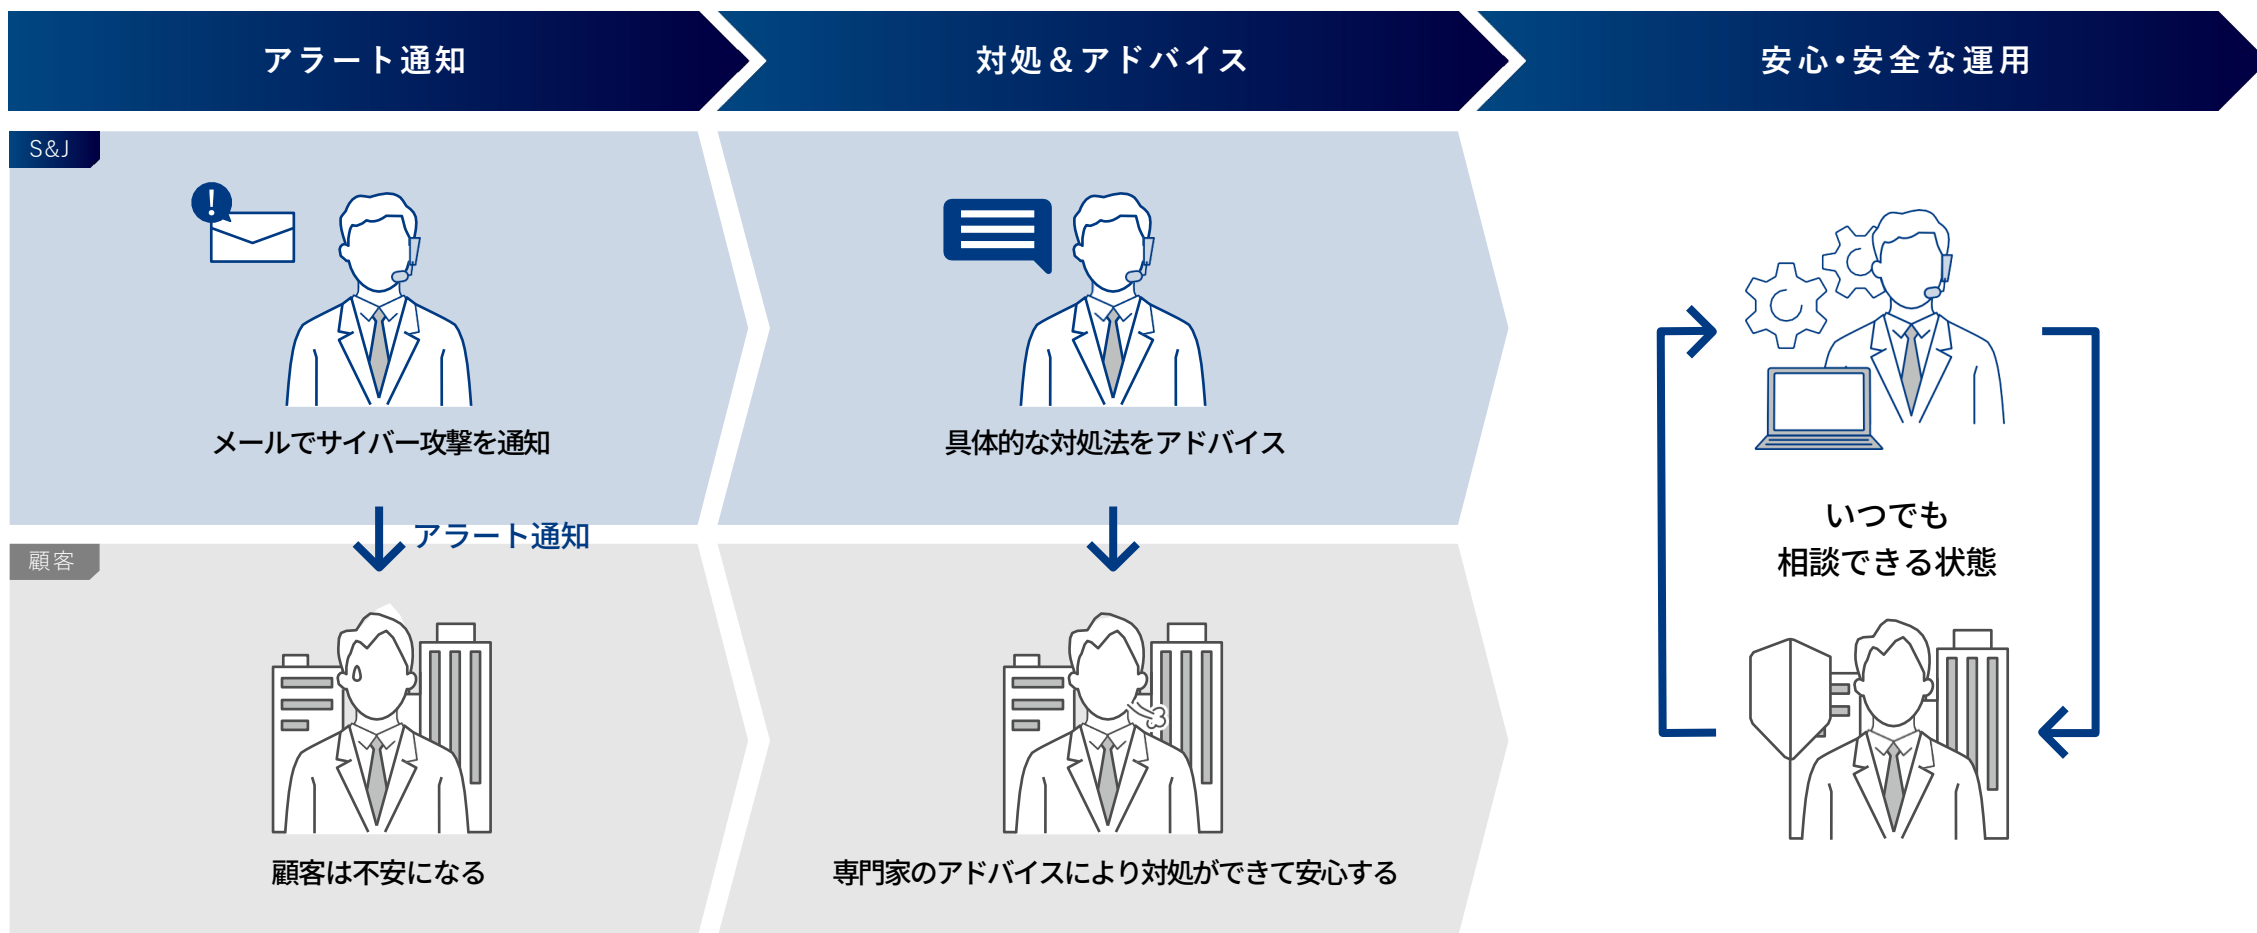 アラート通知
対処＆アドバイス
安心・安全な運用
S&J
メールでサイバー攻撃を通知
具体的な対処法をアドバイス
アラート通知
いつでも
相談できる状態
顧客
顧客は不安になる
専門家のアドバイスにより対処ができて安心する